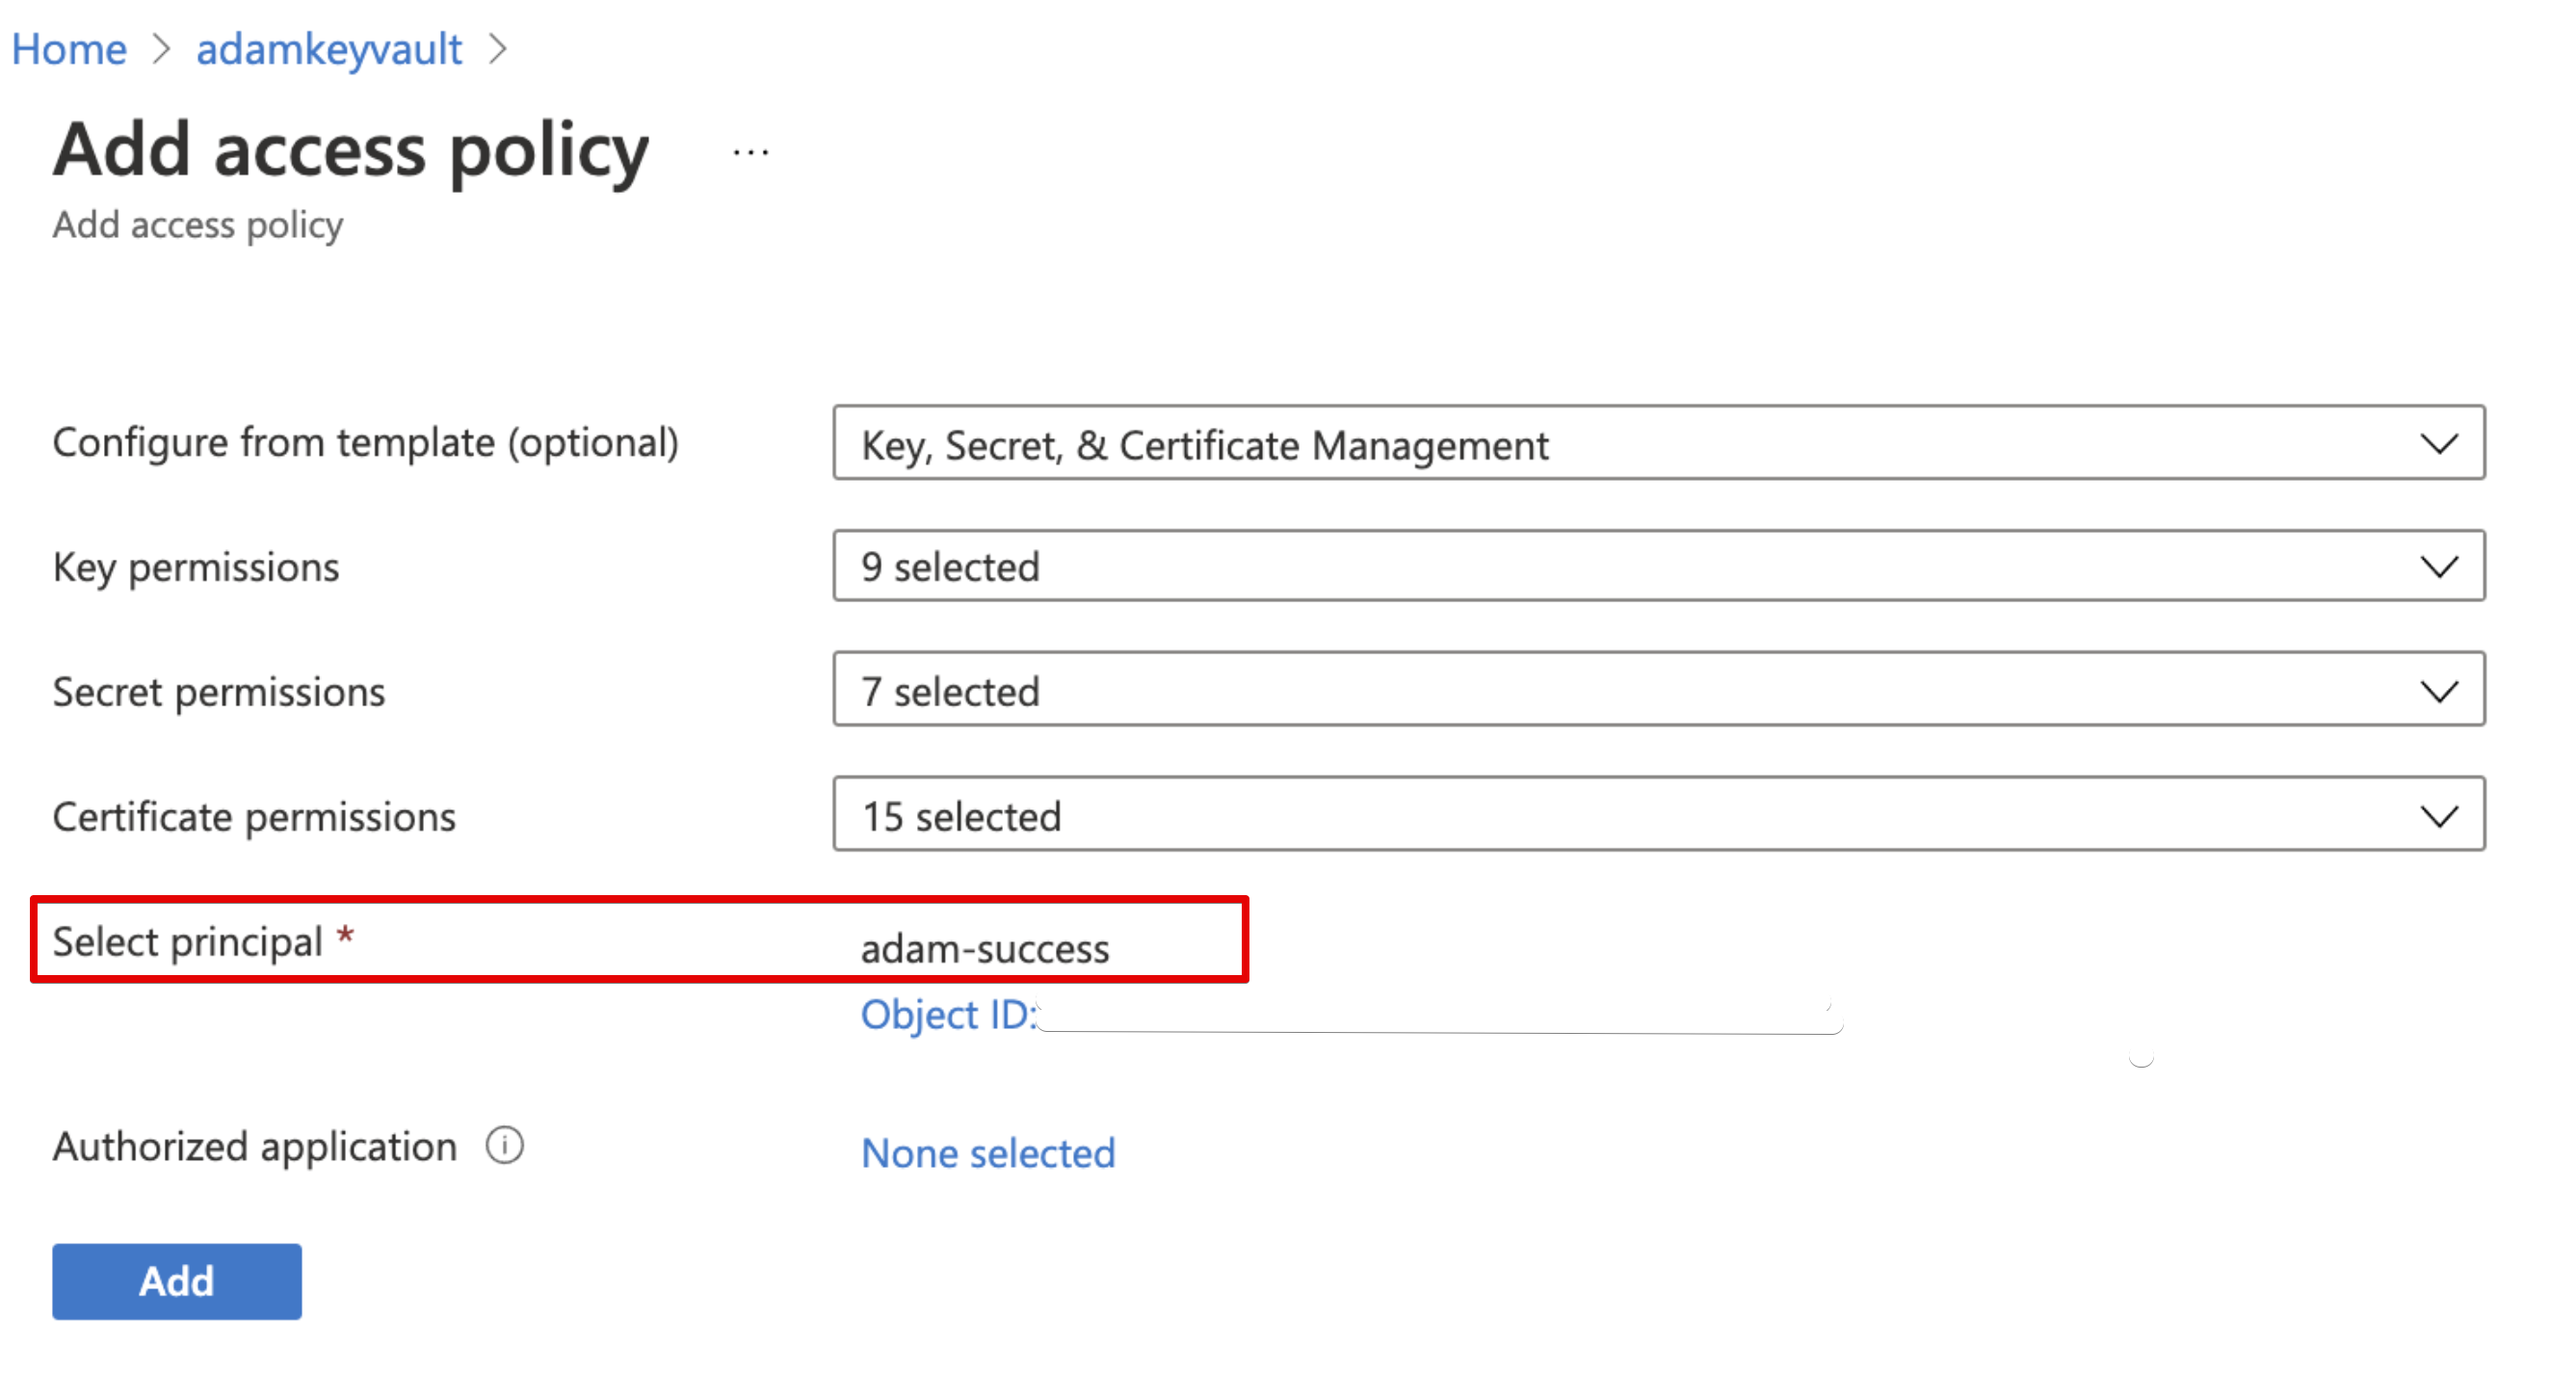 Home > adamkeyvault >
Add access policy ...
Add access policy
Configure from template (optional) Key, Secret, & Certificate Management
Key permissions 9 selected
Secret permissions 7 selected
Certificate permissions 15 selected
Select principal * adam-success
Object ID:
Authorized application None selected
Add